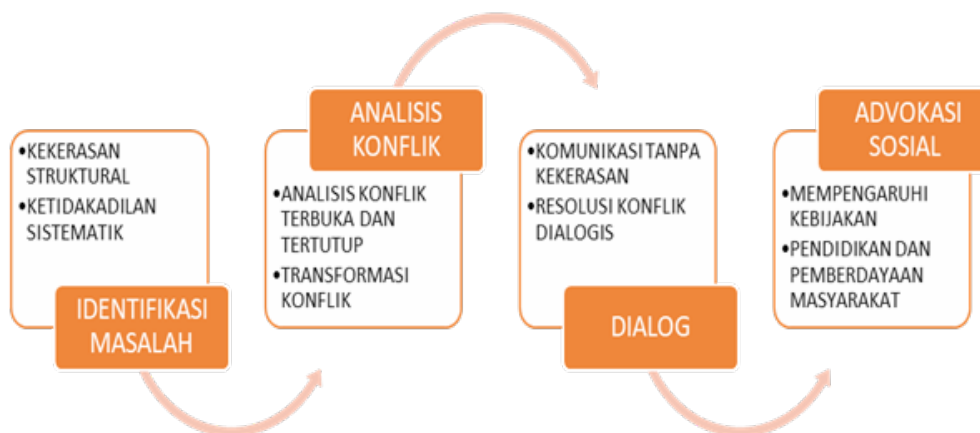 •KEKERASAN
STRUKTURAL
•KETIDAKADILAN
SISTEMATIK
IDENTIFIKASI
MASALAH
ANALISIS
KONFLIK
•ANALISIS KONFLIK
TERBUKA DAN
TERTUTUP
•TRANSFORMASI
KONFLIK
•KOMUNIKASI TANPA
KEKERASAN
•RESOLUSI KONFLIK
DIALOGIS
DIALOG
ADVOKASI
SOSIAL
•MEMPENGARUHI
KEBIJAKAN
•PENDIDIKAN DAN
PEMBERDAYAAN
MASYARAKAT